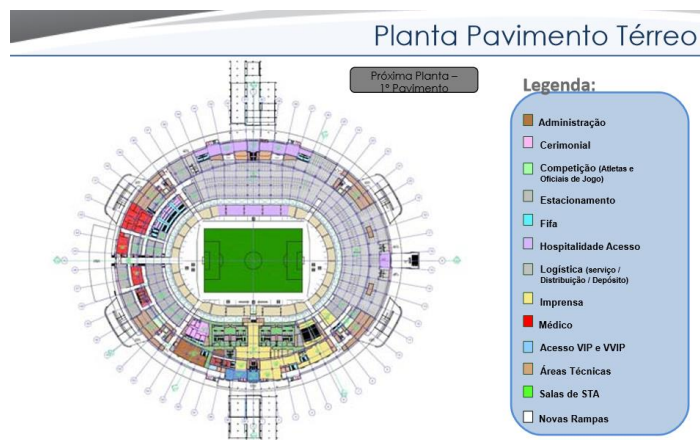 Planta Pavimento Térreo
Próxima Planta –
1º Pavimento
Legenda:
Administração
Cerimonial
Competição (Atletas e
Oficiais de Jogo)
Estacionamento
Fifa
Hospitalidade Acesso
Logística (serviço /
Distribuição / Depósito)
Imprensa
Médico
Acesso VIP e VVIP
Áreas Técnicas
Salas de STA
Novas Rampas